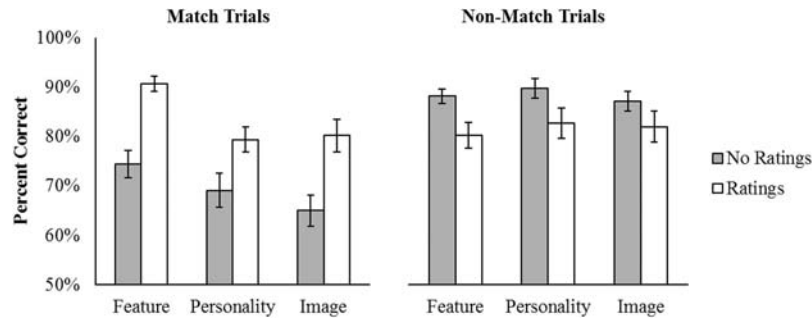 Match Trials
Non-Match Trials
Percent Correct
100%
90%
80%
70%
60%
50%
Feature
Personality
Image
Feature
Personality
Image
No Ratings
Ratings